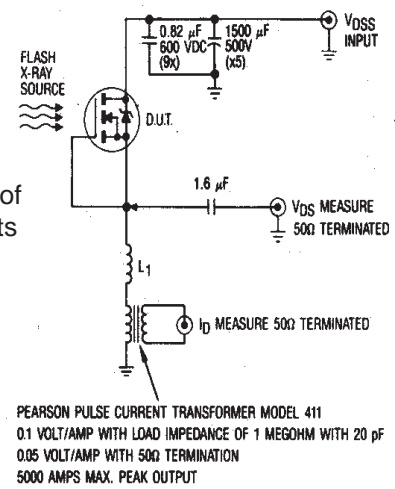 0.82 µF
600 VDC
(9x)
1500 µF
500V
(x5)
VDSS
INPUT
FLASH
X-RAY
SOURCE
D.U.T.
of
ts
1.6 µF
VDS MEASURE
50Ω TERMINATED
L1
ID MEASURE 50Ω TERMINATED
PEARSON PULSE CURRENT TRANSFORMER MODEL 411
0.1 VOLT/AMP WITH LOAD IMPEDANCE OF 1 MEGOHM WITH 20 pF
0.05 VOLT/AMP WITH 50Ω TERMINATION
5000 AMPS MAX. PEAK OUTPUT